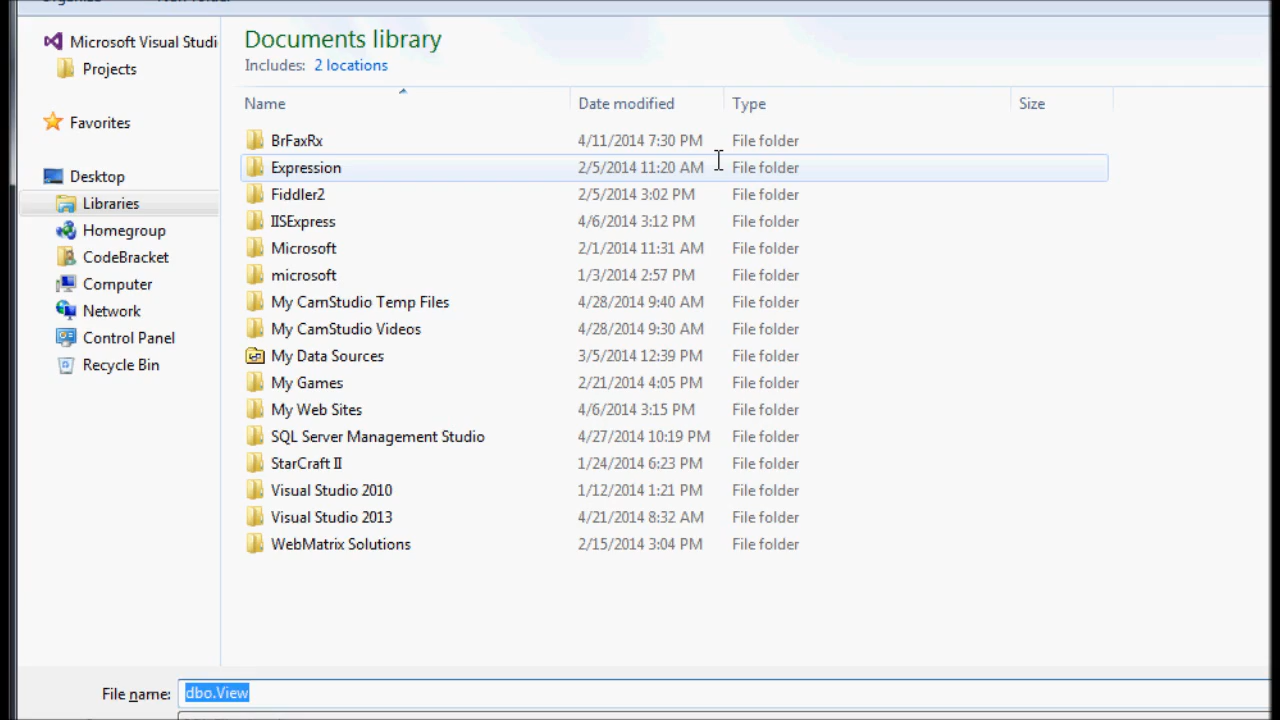 Organize New folder
Microsoft Visual Studi
Projects
Favorites
Desktop
Libraries
Homegroup
CodeBracket
Computer
Network
Control Panel
Recycle Bin
Documents library
Includes: 2 locations
Name Date modified Type Size
BrFaxRx 4/11/2014 7:30 PM File folder
Expression 2/5/2014 11:20 AM File folder
Fiddler2 2/5/2014 3:02 PM File folder
IISExpress 4/6/2014 3:12 PM File folder
Microsoft 2/1/2014 11:31 AM File folder
microsoft 1/3/2014 2:57 PM File folder
My CamStudio Temp Files 4/28/2014 9:40 AM File folder
My CamStudio Videos 4/28/2014 9:30 AM File folder
My Data Sources 3/5/2014 12:39 PM File folder
My Games 2/21/2014 4:05 PM File folder
My Web Sites 4/6/2014 3:15 PM File folder
SQL Server Management Studio 4/27/2014 10:19 PM File folder
StarCraft II 1/24/2014 6:23 PM File folder
Visual Studio 2010 1/12/2014 1:21 PM File folder
Visual Studio 2013 4/21/2014 8:32 AM File folder
WebMatrix Solutions 2/15/2014 3:04 PM File folder
File name: dbo.View